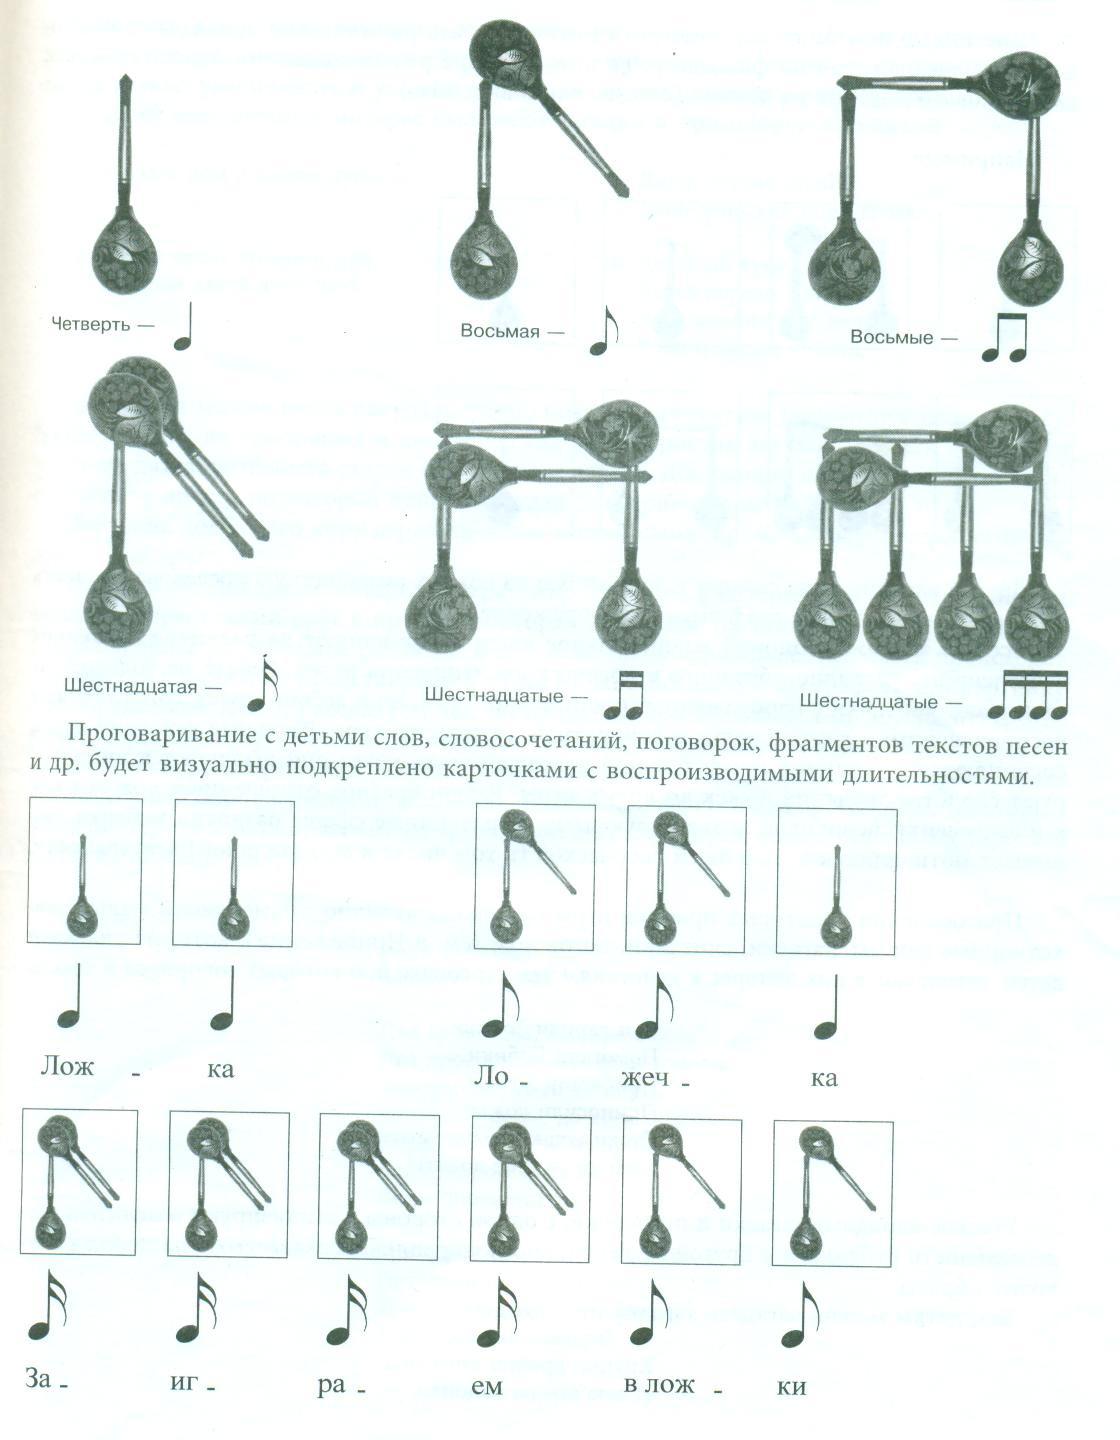 Четверть —
Восьмая —
Восьмые —
Шестнадцатая —
Шестнадцатые —
Шестнадцатые —
Проговаривание с детьми слов, словосочетаний, поговорок, фрагментов текстов песен
и др. будет визуально подкреплено карточками с воспроизводимыми длительностями.
Лож - ка
Ло - жеч - ка
За - иг - ра - ем в лож - ки